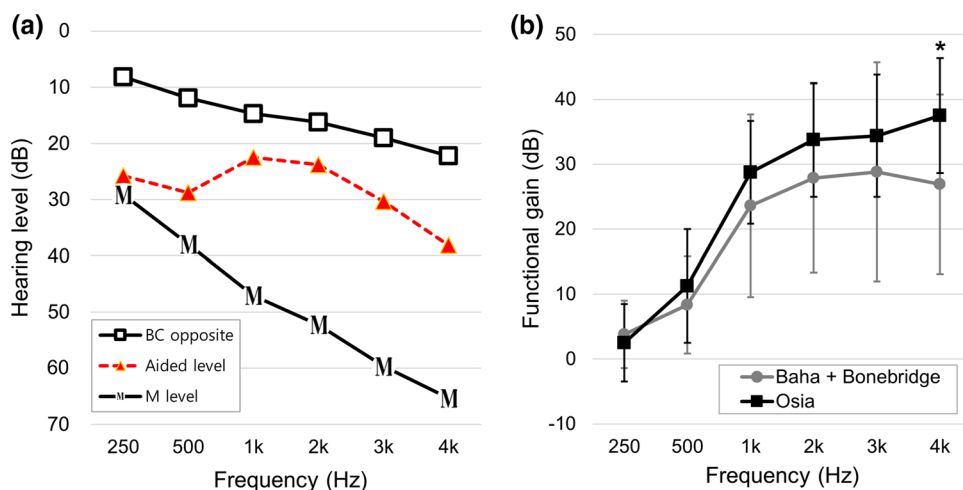 (a)
0
10
20
30
40
50
60
70
Hearing level (dB)
M
M
M
M
M
M
BC opposite
Aided level
M M level
250 500 1k 2k 3k 4k
Frequency (Hz)
(b)
50
40
30
20
10
0
-10
Functional gain (dB)
*
Baha + Bonebridge
Osia
250 500 1k 2k 3k 4k
Frequency (Hz)